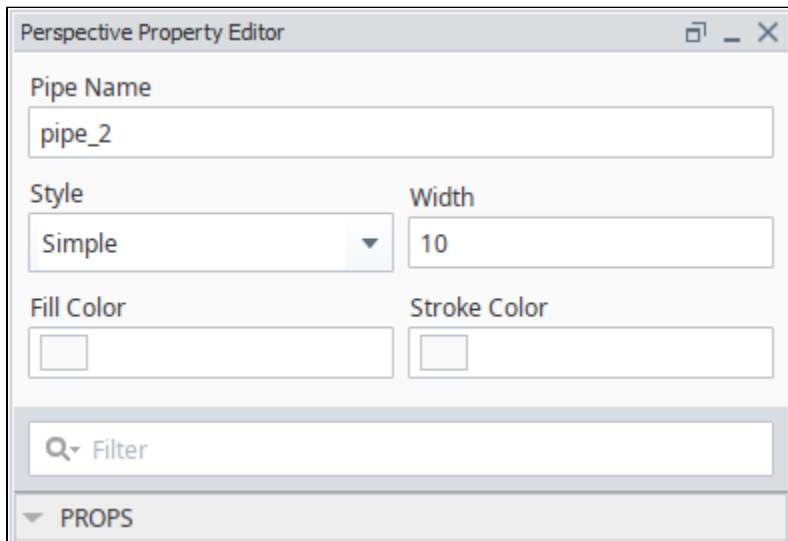 Perspective Property Editor
Pipe Name
pipe_2
Style Width
Simple 10
Fill Color Stroke Color
Filter
PROPS